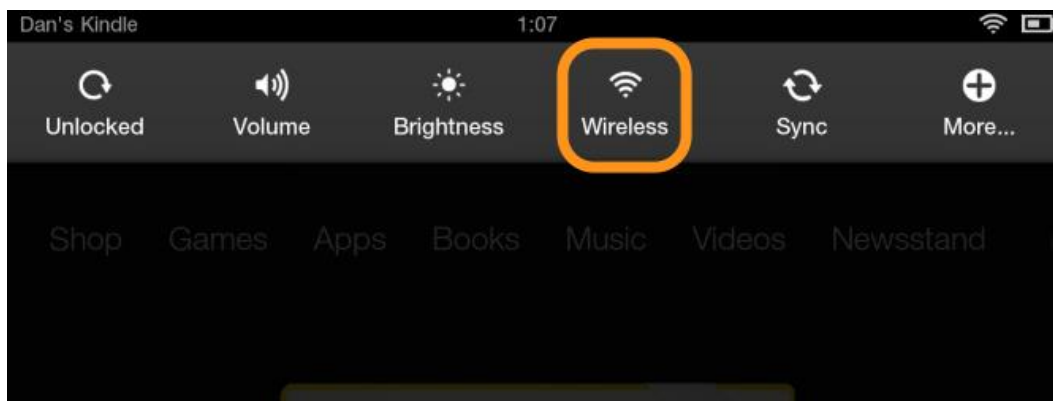 Dan's Kindle 1:07
Unlocked Volume Brightness Wireless Sync More...
Shop Games Apps Books Music Videos Newsstand